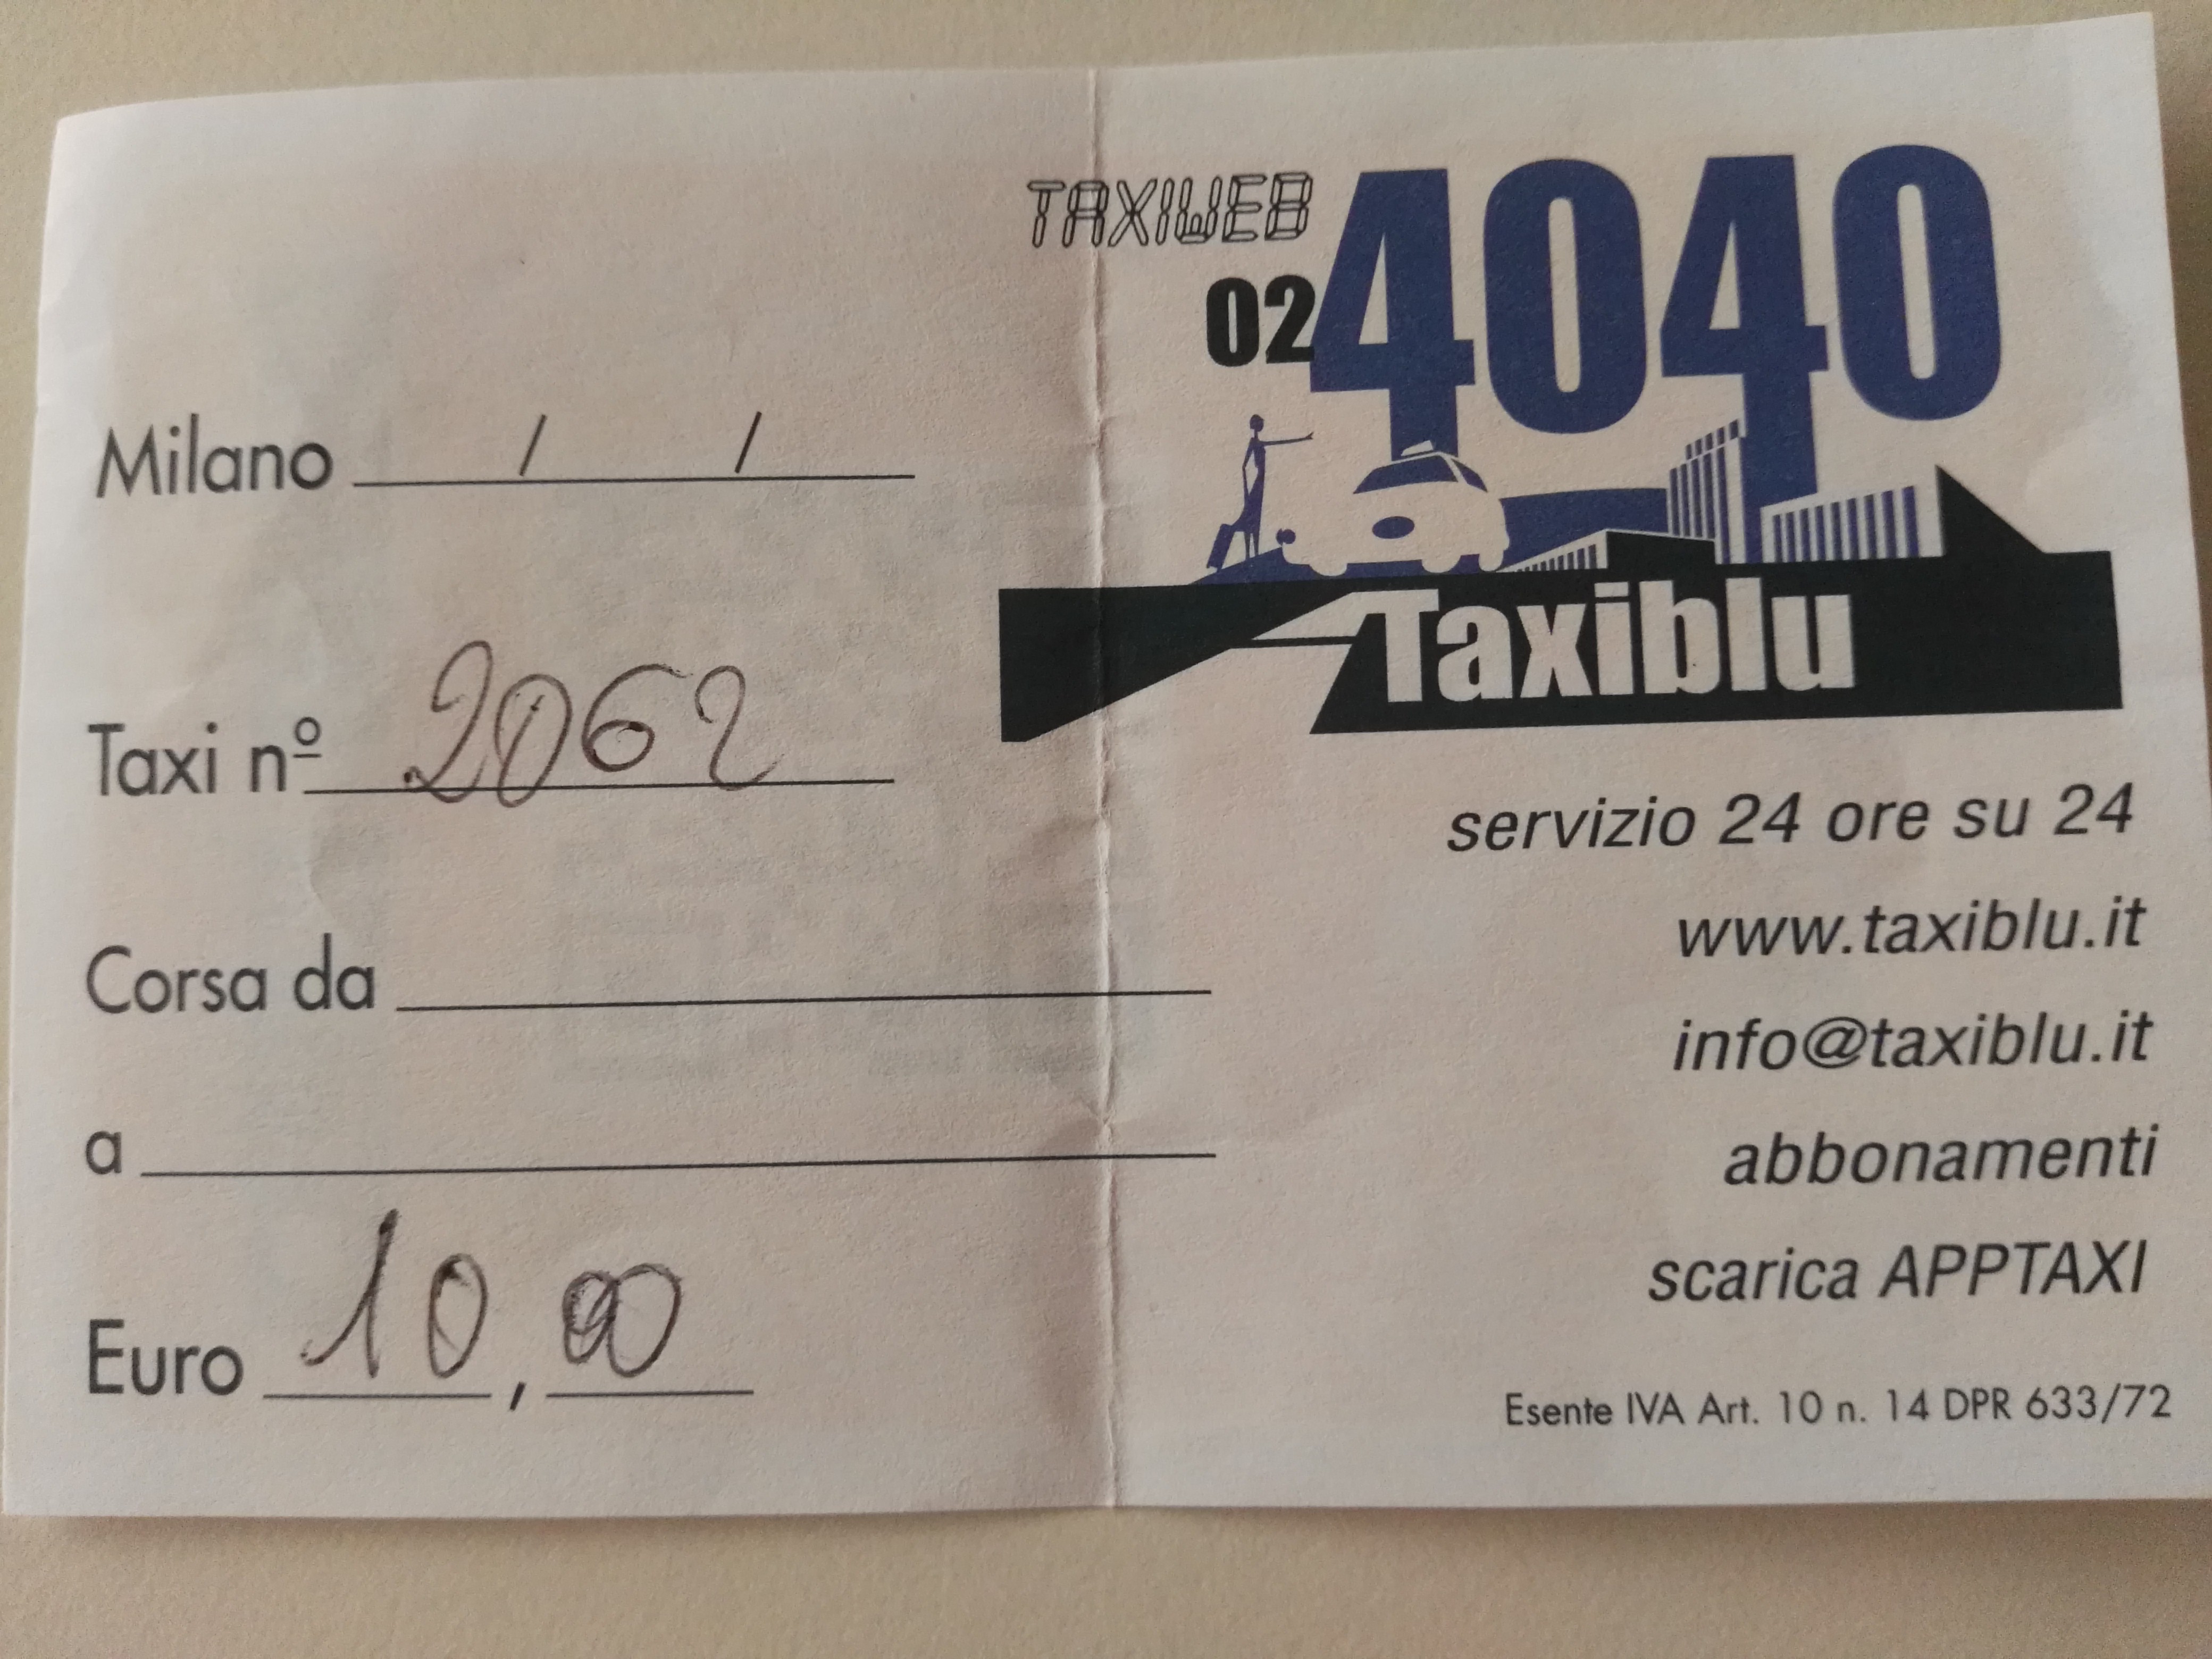 TAXIWEB
02 4040
Taxiblu
Milano / /
Taxi nº 2062
Corsa da
a
Euro 10,00
servizio 24 ore su 24
www.taxiblu.it
info@taxiblu.it
abbonamenti
scarica APPTAXI
Esente IVA Art. 10 n. 14 DPR 633/72